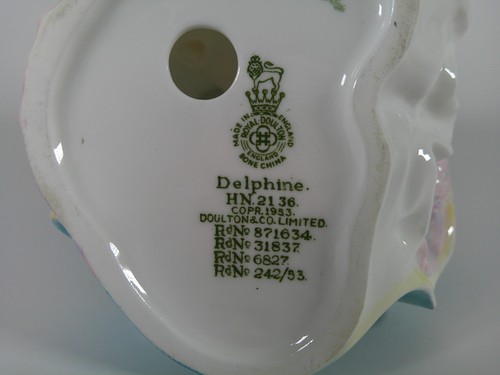 MADE IN ENGLAND
ROYAL·DOULTON
ENGLAND
BONE CHINA
Delphine.
HN. 2136.
COPR. 1953.
DOULTON & CO. LIMITED.
RdNo 871634.
RdNo 31837.
RdNo 6827.
RdNo 242/53.